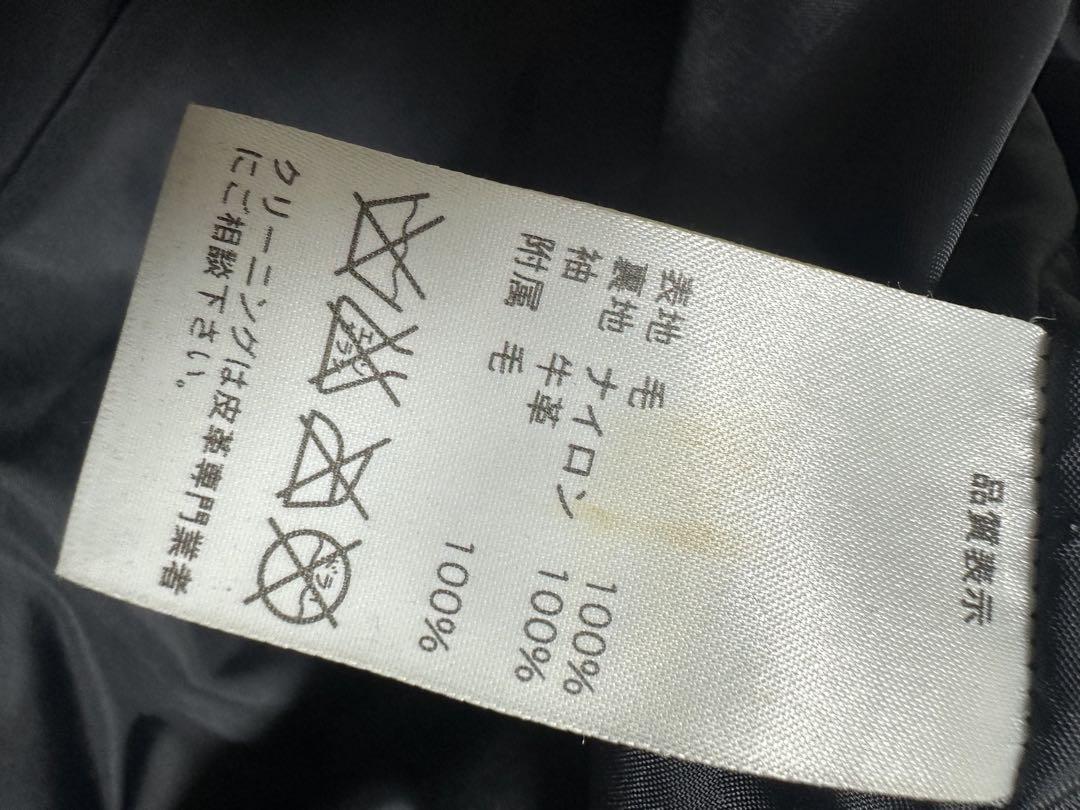 品質表示
表地 毛 100%
裏地 ナイロン 100%
袖 牛革
附属 毛 100%
クリーニングは皮革専門業者
にご相談下さい。